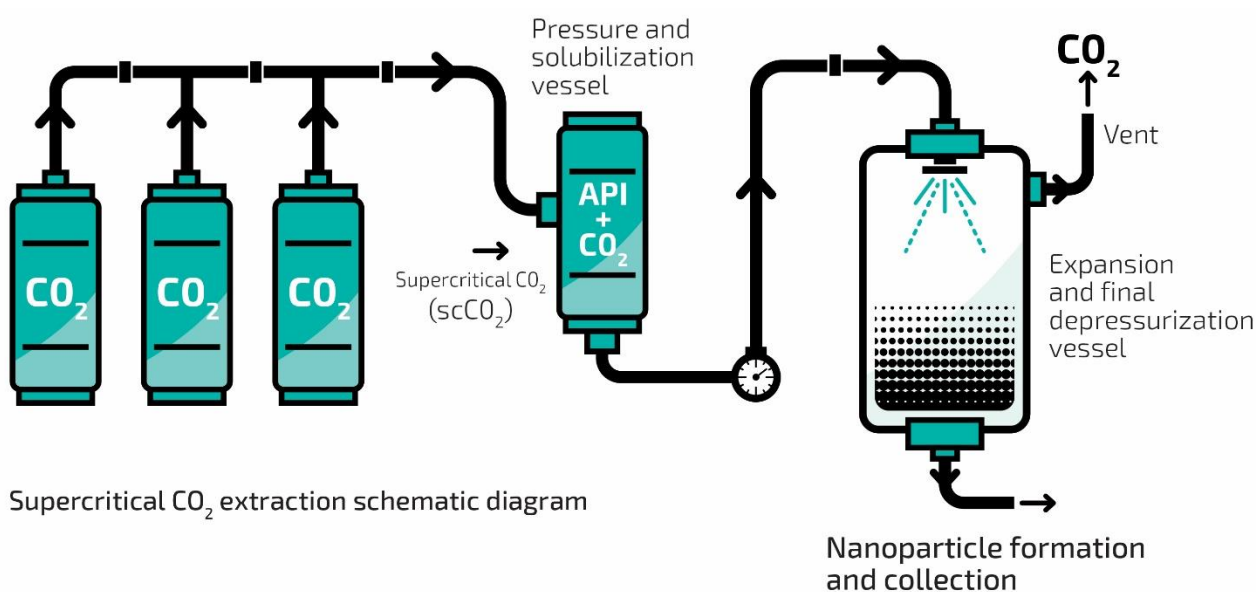 Pressure and
solubilization
vessel
CO₂
Vent
CO₂
CO₂
CO₂
API
+
CO₂
Supercritical CO₂
(scCO₂)
Expansion
and final
depressurization
vessel
Supercritical CO₂ extraction schematic diagram
Nanoparticle formation
and collection